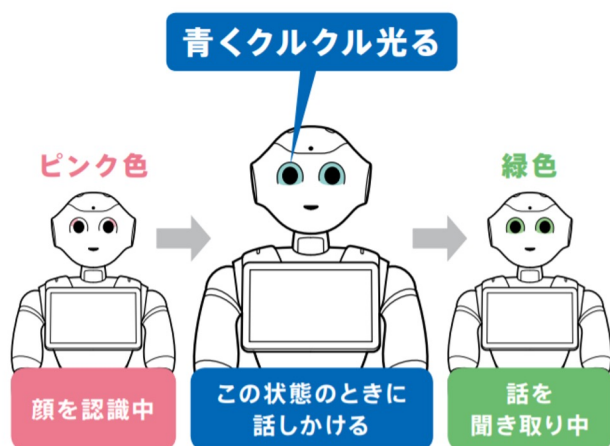 青くクルクル光る
ピンク色
緑色
顔を認識中
この状態のときに
話しかける
話を
聞き取り中